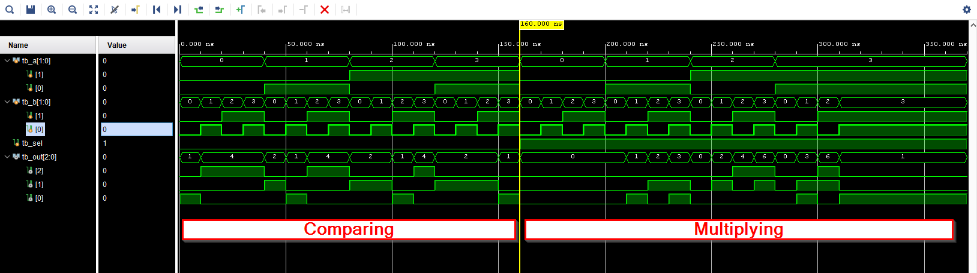 160.000 ns
Name Value 0.000 ns 50.000 ns 100.000 ns 150.00 200.000 ns 250.000 ns 300.000 ns 350.000 ns
tb_a[1:0] 0 0 1 2 3 0 1 2 3
[1] 0
[0] 0
tb_b[1:0] 0 0 1 2 3 0 1 2 3 0 1 2 3 0 1 2 3 0 1 2 3 0 1 2 3 0 1 2 3 0 1 2 3
[1] 0
[0] 0
tb_sel 1
tb_out[2:0] 0 1 4 2 1 4 2 1 4 2 1 0 1 2 3 0 2 4 6 0 3 6 1
[2] 0
[1] 0
[0] 0
Comparing Multiplying